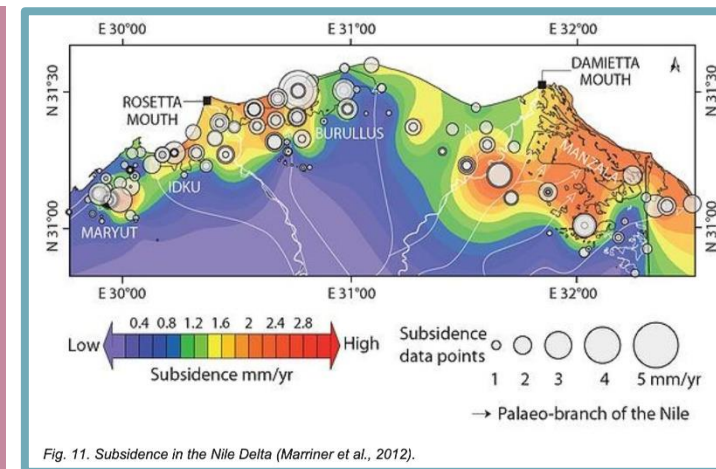 E 30°00 E 31°00 E 32°00
N 31°30
N 31°30
ROSETTA
MOUTH
DAMIETTA
MOUTH
BURULLUS
MANZALA
IDKU
MARYUT
N 31°00
N 31°00
E 30°00 E 31°00 E 32°00
0.4 0.8 1.2 1.6 2 2.4 2.8
Low High
Subsidence mm/yr
Subsidence
data points
1 2 3 4 5 mm/yr
→ Palaeo-branch of the Nile
Fig. 11. Subsidence in the Nile Delta (Marriner et al., 2012).